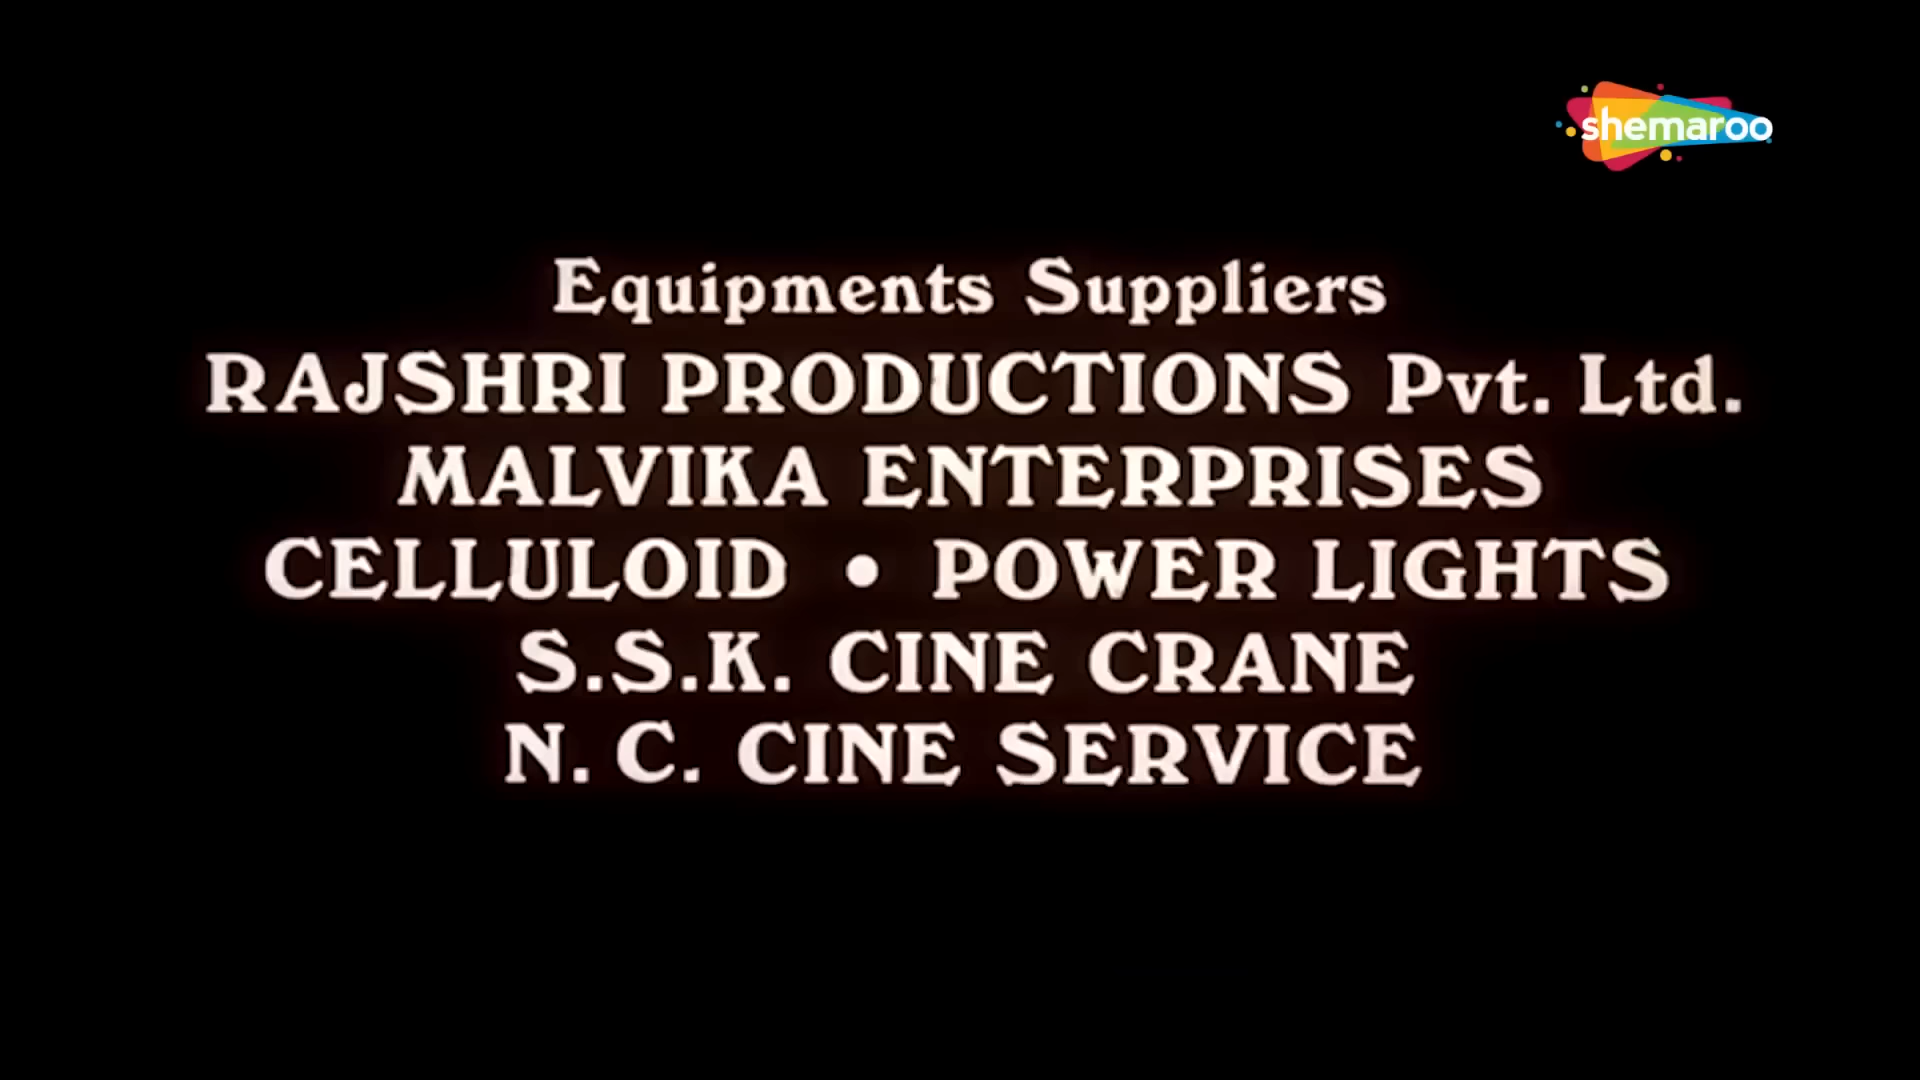 shemaroo
Equipments Suppliers
RAJSHRI PRODUCTIONS Pvt. Ltd.
MALVIKA ENTERPRISES
CELLULOID • POWER LIGHTS
S.S.K. CINE CRANE
N. C. CINE SERVICE